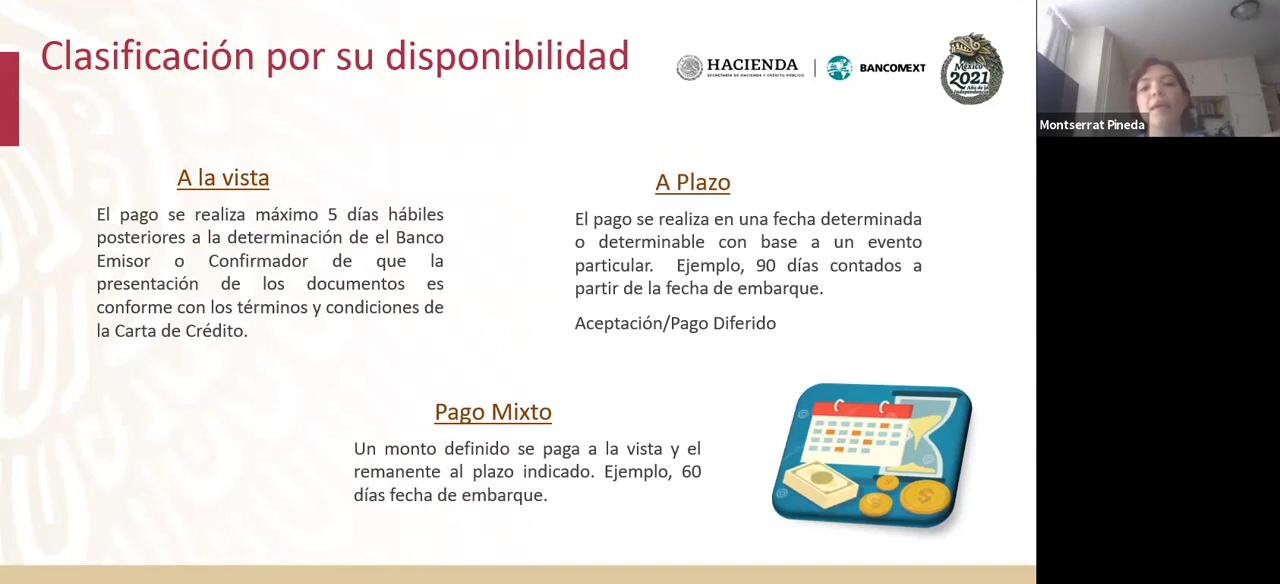 Clasificación por su disponibilidad
HACIENDA
SECRETARÍA DE HACIENDA Y CRÉDITO PÚBLICO
BANCOMEXT
México
2021
Año de la
Independencia
Montserrat Pineda
A la vista
El pago se realiza máximo 5 días hábiles
posteriores a la determinación de el Banco
Emisor o Confirmador de que la
presentación de los documentos es
conforme con los términos y condiciones de
la Carta de Crédito.
A Plazo
El pago se realiza en una fecha determinada
o determinable con base a un evento
particular. Ejemplo, 90 días contados a
partir de la fecha de embarque.
Aceptación/Pago Diferido
Pago Mixto
Un monto definido se paga a la vista y el
remanente al plazo indicado. Ejemplo, 60
días fecha de embarque.